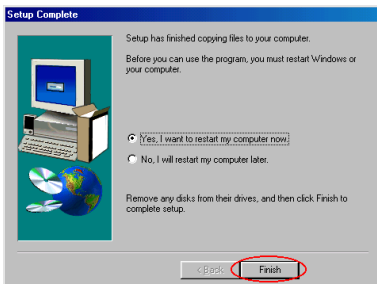 Setup Complete
Setup has finished copying files to your computer.
Before you can use the program, you must restart Windows or
your computer.
Yes, I want to restart my computer now.
No, I will restart my computer later.
Remove any disks from their drives, and then click Finish to
complete setup.
< Back
Finish